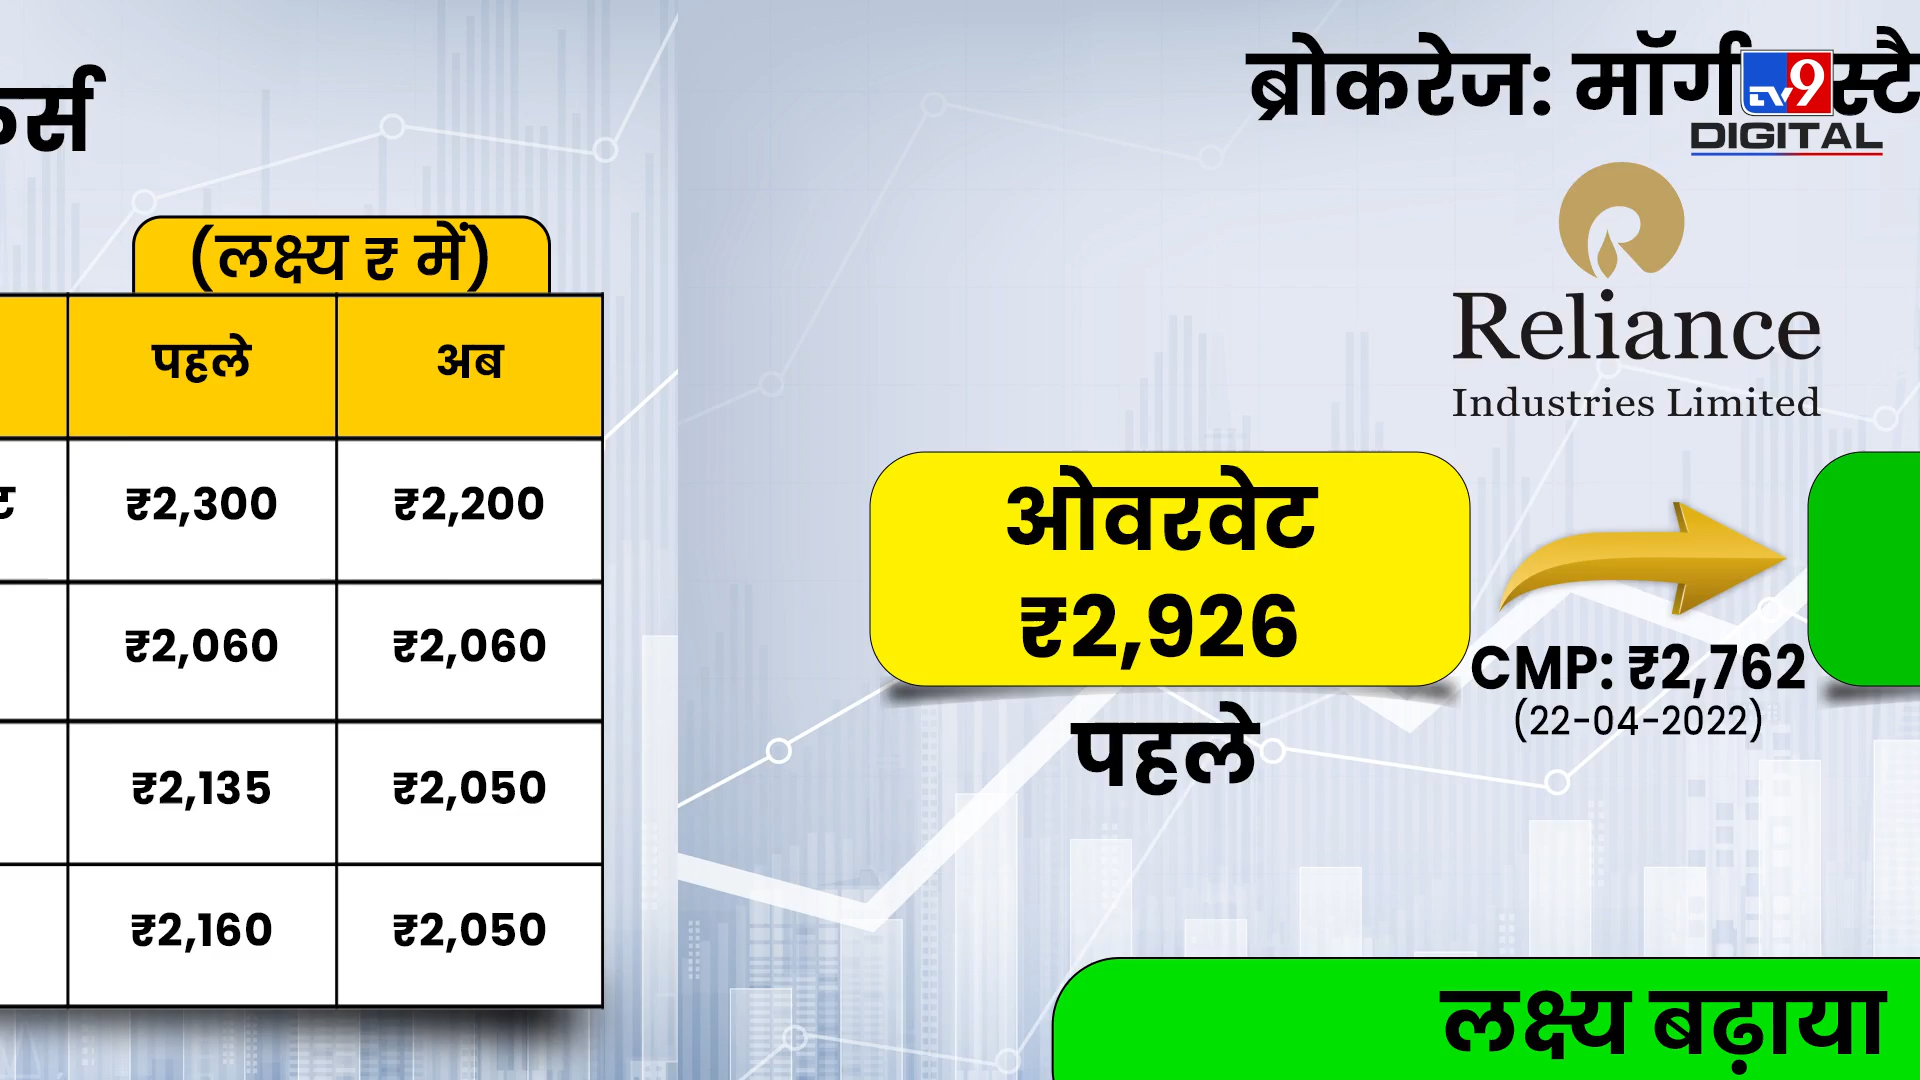 (लक्ष्य ₹ में)
पहले अब
₹2,300 ₹2,200
₹2,060 ₹2,060
₹2,135 ₹2,050
₹2,160 ₹2,050
ब्रोकरेज: मॉर्ग
TV9
DIGITAL
Reliance
Industries Limited
ओवरवेट
₹2,926
पहले
CMP: ₹2,762
(22-04-2022)
लक्ष्य बढ़ाया